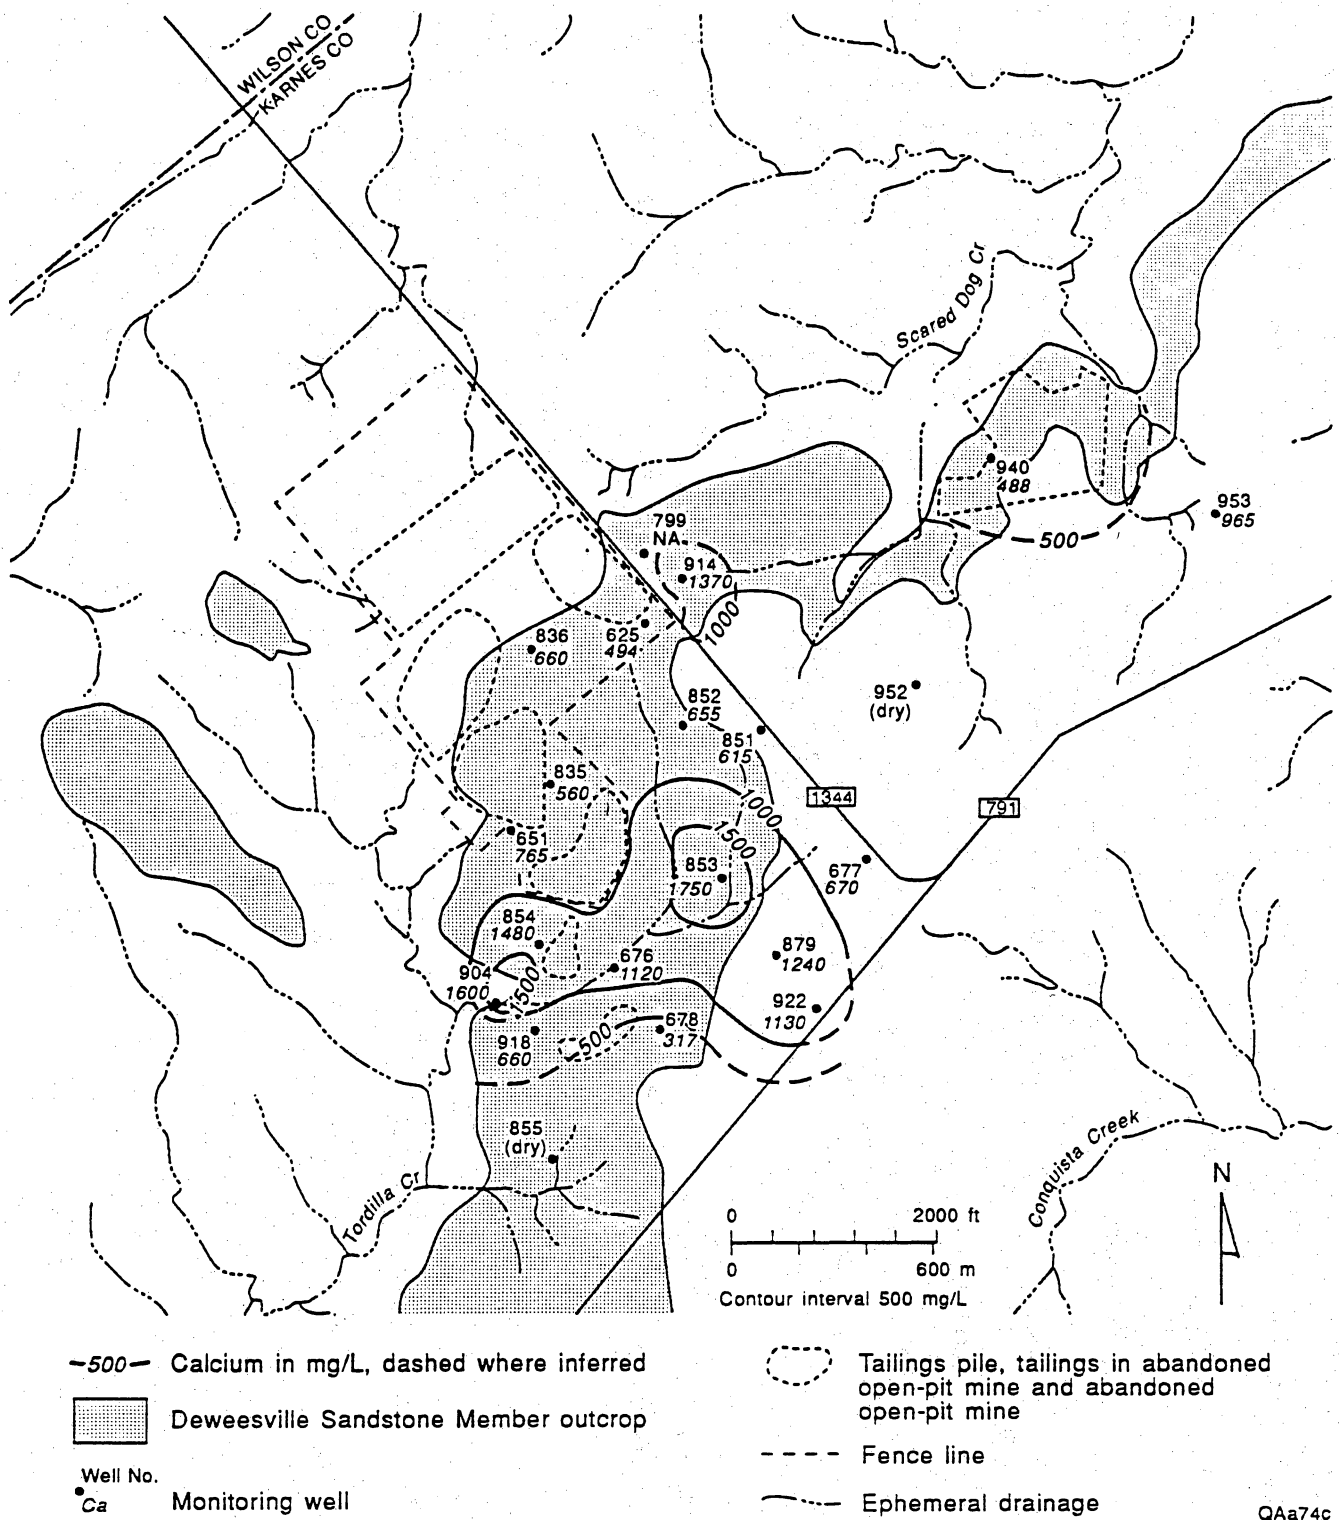 WILSON CO
KARNES CO
Scared Dog Cr
940
488
953
965
500
799
NA
914
1370
1000
836
660
625
494
852
655
952
(dry)
851
615
835
560
1344
791
1000
1500
651
765
853
1750
677
670
854
1480
879
1240
676
1120
904
1600
1500
922
1130
918
660
500
678
317
855
(dry)
Tordilla Cr
Conquista Creek
N
0 2000 ft
0 600 m
Contour interval 500 mg/L
500 Calcium in mg/L, dashed where inferred
Deweesville Sandstone Member outcrop
Well No.
Ca Monitoring well
Tailings pile, tailings in abandoned
open-pit mine and abandoned
open-pit mine
Fence line
Ephemeral drainage
QAa74c